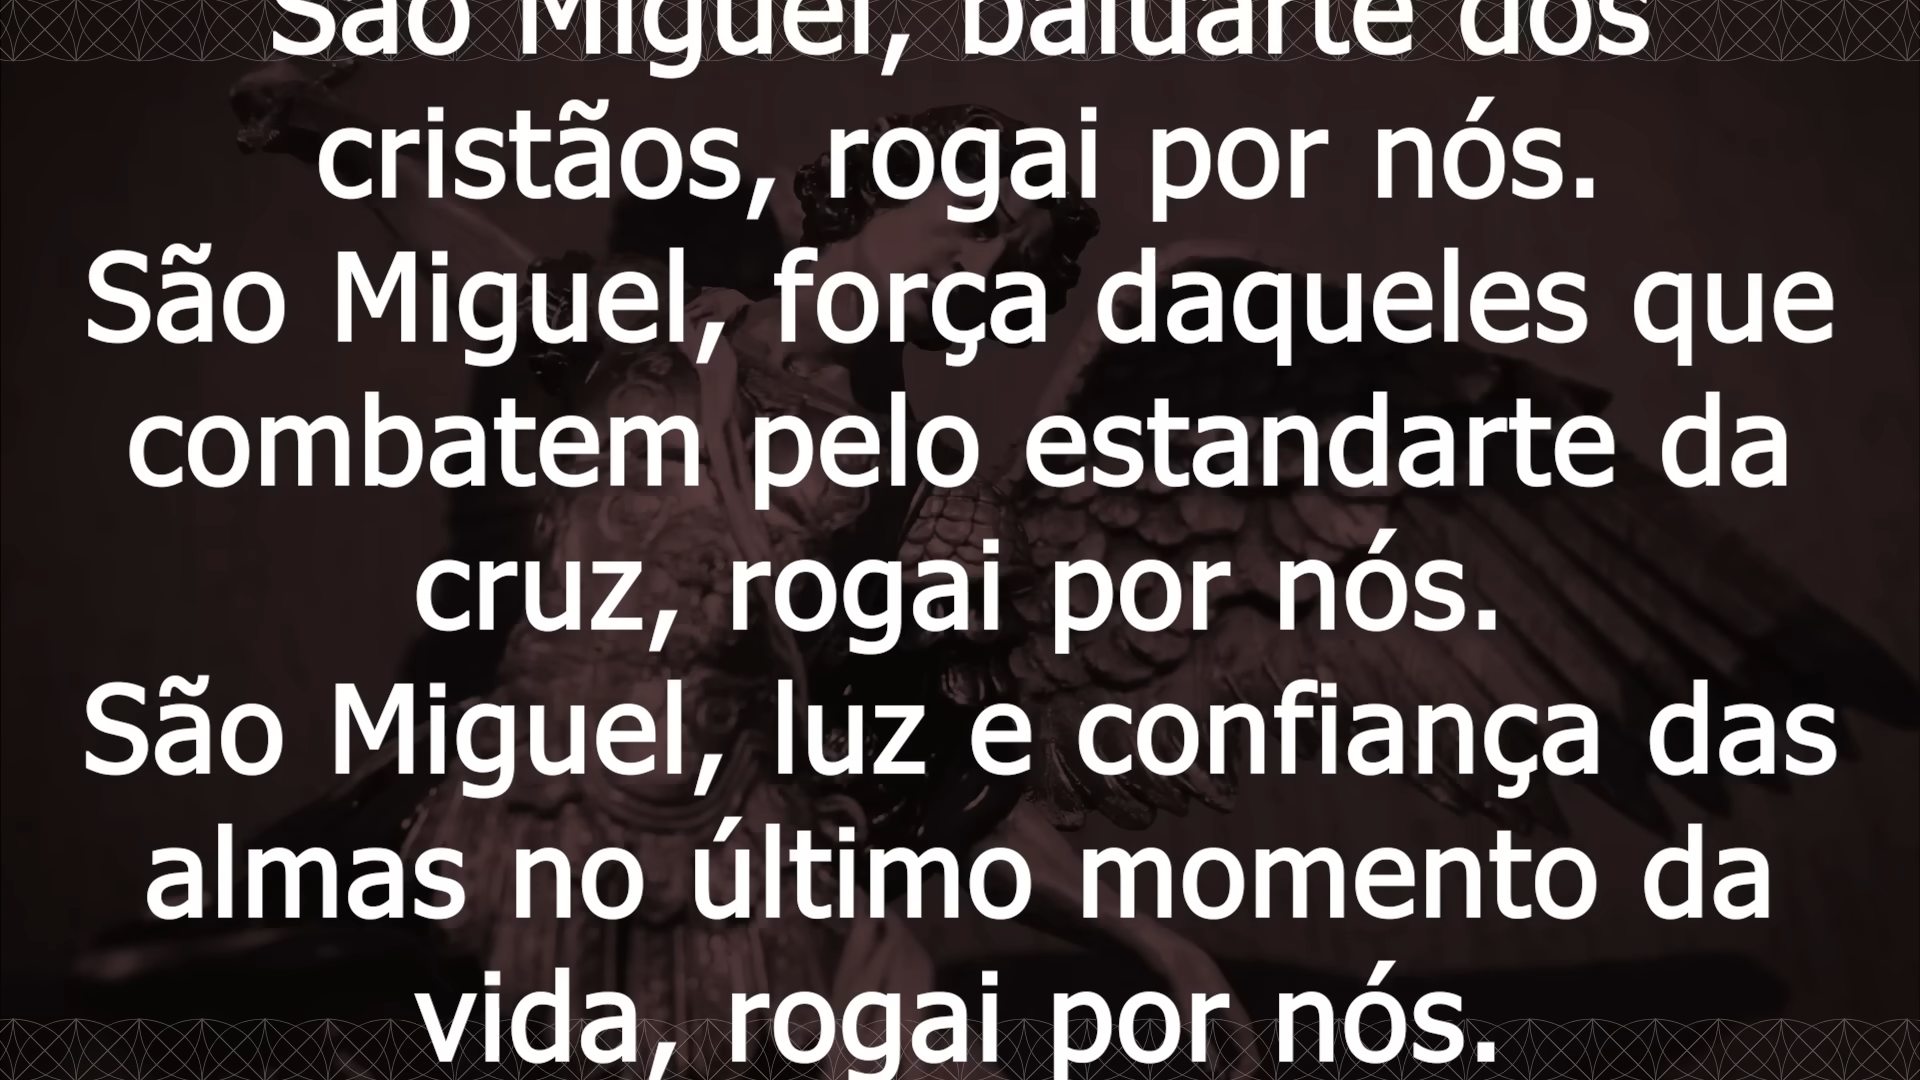 São Miguel, baluarte dos
cristãos, rogai por nós.
São Miguel, força daqueles que
combatem pelo estandarte da
cruz, rogai por nós.
São Miguel, luz e confiança das
almas no último momento da
vida, rogai por nós.